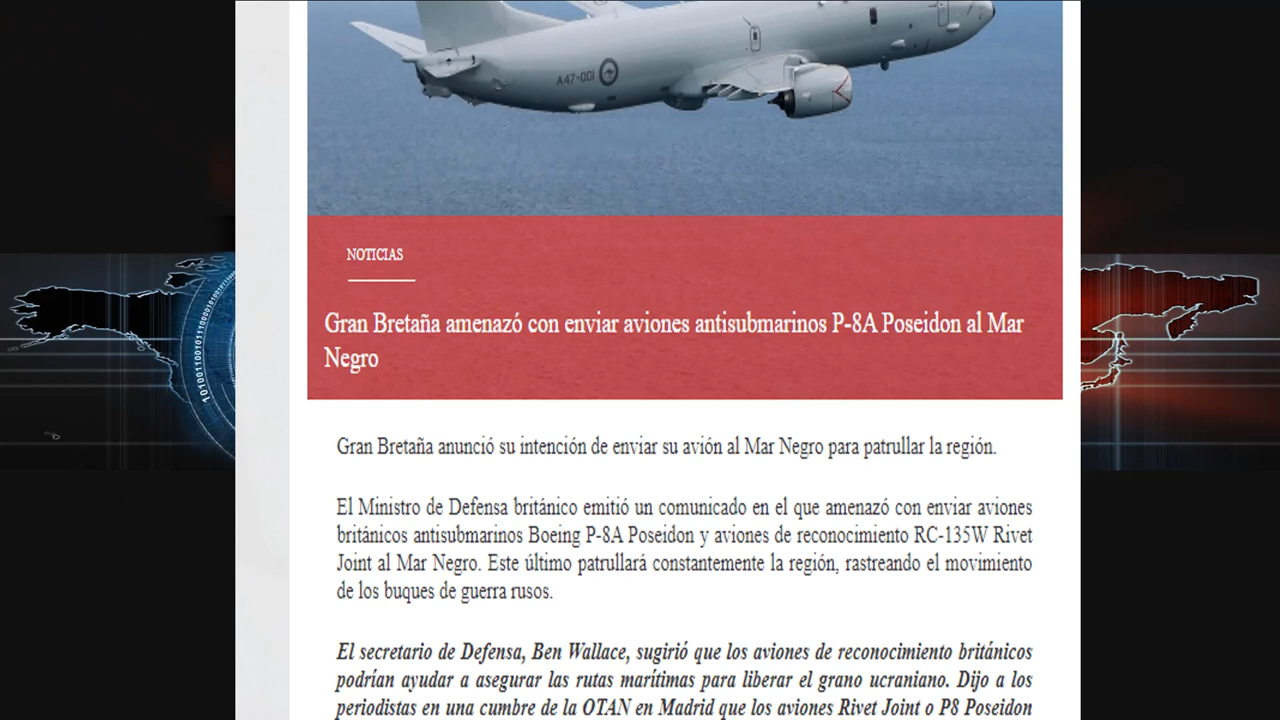 A47-001
NOTICIAS
Gran Bretaña amenazó con enviar aviones antisubmarinos P-8A Poseidon al Mar
Negro
Gran Bretaña anunció su intención de enviar su avión al Mar Negro para patrullar la región.
El Ministro de Defensa británico emitió un comunicado en el que amenazó con enviar aviones
británicos antisubmarinos Boeing P-8A Poseidon y aviones de reconocimiento RC-135W Rivet
Joint al Mar Negro. Este último patrullará constantemente la región, rastreando el movimiento
de los buques de guerra rusos.
El secretario de Defensa, Ben Wallace, sugirió que los aviones de reconocimiento británicos
podrían ayudar a asegurar las rutas marítimas para liberar el grano ucraniano. Dijo a los
periodistas en una cumbre de la OTAN en Madrid que los aviones Rivet Joint o P8 Poseidon